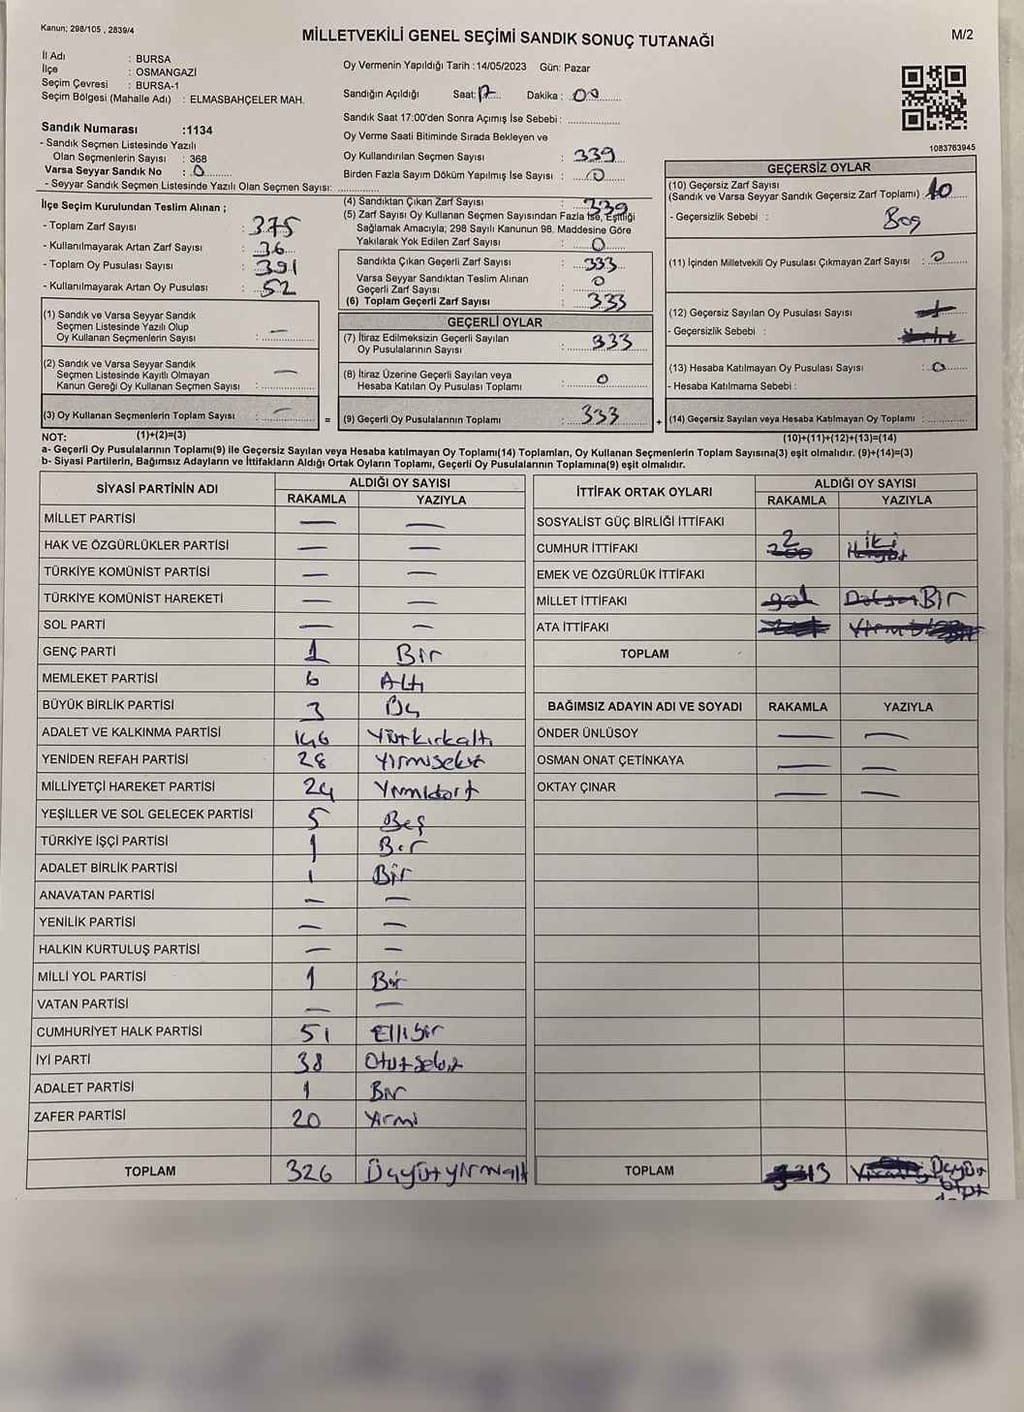 Kanun; 298/105 , 2839/4
MİLLETVEKİLİ GENEL SEÇİMİ SANDIK SONUÇ TUTANAĞI
M/2
İl Adı : BURSA
İlçe : OSMANGAZİ
Seçim Çevresi : BURSA-1
Seçim Bölgesi (Mahalle Adı) : ELMASBAHÇELER MAH.
Sandık Numarası :1134
- Sandık Seçmen Listesinde Yazılı
Olan Seçmenlerin Sayısı : 368
Varsa Seyyar Sandık No : 0
- Seyyar Sandık Seçmen Listesinde Yazılı Olan Seçmen Sayısı:
Oy Vermenin Yapıldığı Tarih :14/05/2023 Gün: Pazar
Sandığın Açıldığı Saat: 17 Dakika : 00
Sandık Saat 17:00'den Sonra Açımış İse Sebebi :
Oy Verme Saati Bitiminde Sırada Bekleyen ve
Oy Kullandırılan Seçmen Sayısı : 339
Birden Fazla Sayım Döküm Yapılmış İse Sayısı : 0
1083763945
İlçe Seçim Kurulundan Teslim Alınan ;
- Toplam Zarf Sayısı : 375
- Kullanılmayarak Artan Zarf Sayısı : 36
- Toplam Oy Pusulası Sayısı : 391
- Kullanılmayarak Artan Oy Pusulası : 52
(1) Sandık ve Varsa Seyyar Sandık
Seçmen Listesinde Yazılı Olup
Oy Kullanan Seçmenlerin Sayısı : —
(2) Sandık ve Varsa Seyyar Sandık
Seçmen Listesinde Kayıtlı Olmayan
Kanun Gereği Oy Kullanan Seçmen Sayısı : —
(3) Oy Kullanan Seçmenlerin Toplam Sayısı : —
(4) Sandıktan Çıkan Zarf Sayısı : 339
(5) Zarf Sayısı Oy Kullanan Seçmen Sayısından Fazla İse, Eşitliği
Sağlamak Amacıyla; 298 Sayılı Kanunun 98. Maddesine Göre
Yakılarak Yok Edilen Zarf Sayısı : 0
Sandıkta Çıkan Geçerli Zarf Sayısı : 333
Varsa Seyyar Sandıktan Teslim Alınan
Geçerli Zarf Sayısı : 0
(6) Toplam Geçerli Zarf Sayısı : 333
GEÇERLİ OYLAR
(7) İtiraz Edilmeksizin Geçerli Sayılan
Oy Pusulalarının Sayısı : 333
(8) İtiraz Üzerine Geçerli Sayılan veya
Hesaba Katılan Oy Pusulası Toplamı : 0
= (9) Geçerli Oy Pusulalarının Toplamı : 333 +
GEÇERSİZ OYLAR
(10) Geçersiz Zarf Sayısı
(Sandık ve Varsa Seyyar Sandık Geçersiz Zarf Toplamı) : 10
- Geçersizlik Sebebi : Boş
(11) İçinden Milletvekili Oy Pusulası Çıkmayan Zarf Sayısı : 0
(12) Geçersiz Sayılan Oy Pusulası Sayısı
- Geçersizlik Sebebi :
(13) Hesaba Katılmayan Oy Pusulası Sayısı : 0
- Hesaba Katılmama Sebebi :
(14) Geçersiz Sayılan veya Hesaba Katılmayan Oy Toplamı :
NOT: (1)+(2)=(3)
(10)+(11)+(12)+(13)=(14)
a- Geçerli Oy Pusulalarının Toplamı(9) ile Geçersiz Sayılan veya Hesaba katılmayan Oy Toplamı(14) Toplamları, Oy Kullanan Seçmenlerin Toplam Sayısına(3) eşit olmalıdır. (9)+(14)=(3)
b- Siyasi Partilerin, Bağımsız Adayların ve İttifakların Aldığı Ortak Oyların Toplamı, Geçerli Oy Pusulalarının Toplamına(9) eşit olmalıdır.
SİYASİ PARTİNİN ADI ALDIĞI OY SAYISI
RAKAMLA YAZIYLA
MİLLET PARTİSİ — —
HAK VE ÖZGÜRLÜKLER PARTİSİ — —
TÜRKİYE KOMÜNİST PARTİSİ — —
TÜRKİYE KOMÜNİST HAREKETİ — —
SOL PARTİ — —
GENÇ PARTİ 1 Bir
MEMLEKET PARTİSİ 6 Altı
BÜYÜK BİRLİK PARTİSİ 3 Üç
ADALET VE KALKINMA PARTİSİ 146 Yüzkırkaltı
YENİDEN REFAH PARTİSİ 28 Yirmisekiz
MİLLİYETÇİ HAREKET PARTİSİ 24 Yirmidört
YEŞİLLER VE SOL GELECEK PARTİSİ 5 Beş
TÜRKİYE İŞÇİ PARTİSİ 1 Bir
ADALET BİRLİK PARTİSİ 1 Bir
ANAVATAN PARTİSİ — —
YENİLİK PARTİSİ — —
HALKIN KURTULUŞ PARTİSİ — —
MİLLİ YOL PARTİSİ 1 Bir
VATAN PARTİSİ — —
CUMHURİYET HALK PARTİSİ 51 Ellibir
İYİ PARTİ 38 Otuzsekiz
ADALET PARTİSİ 1 Bir
ZAFER PARTİSİ 20 Yirmi
TOPLAM 326 Üçyüzyirmialtı
İTTİFAK ORTAK OYLARI ALDIĞI OY SAYISI
RAKAMLA YAZIYLA
SOSYALİST GÜÇ BİRLİĞİ İTTİFAKI
CUMHUR İTTİFAKI 2 iki
EMEK VE ÖZGÜRLÜK İTTİFAKI
MİLLET İTTİFAKI Bir
ATA İTTİFAKI
TOPLAM
BAĞIMSIZ ADAYIN ADI VE SOYADI RAKAMLA YAZIYLA
ÖNDER ÜNLÜSOY — —
OSMAN ONAT ÇETİNKAYA — —
OKTAY ÇINAR — —
TOPLAM 313 Üçyüz